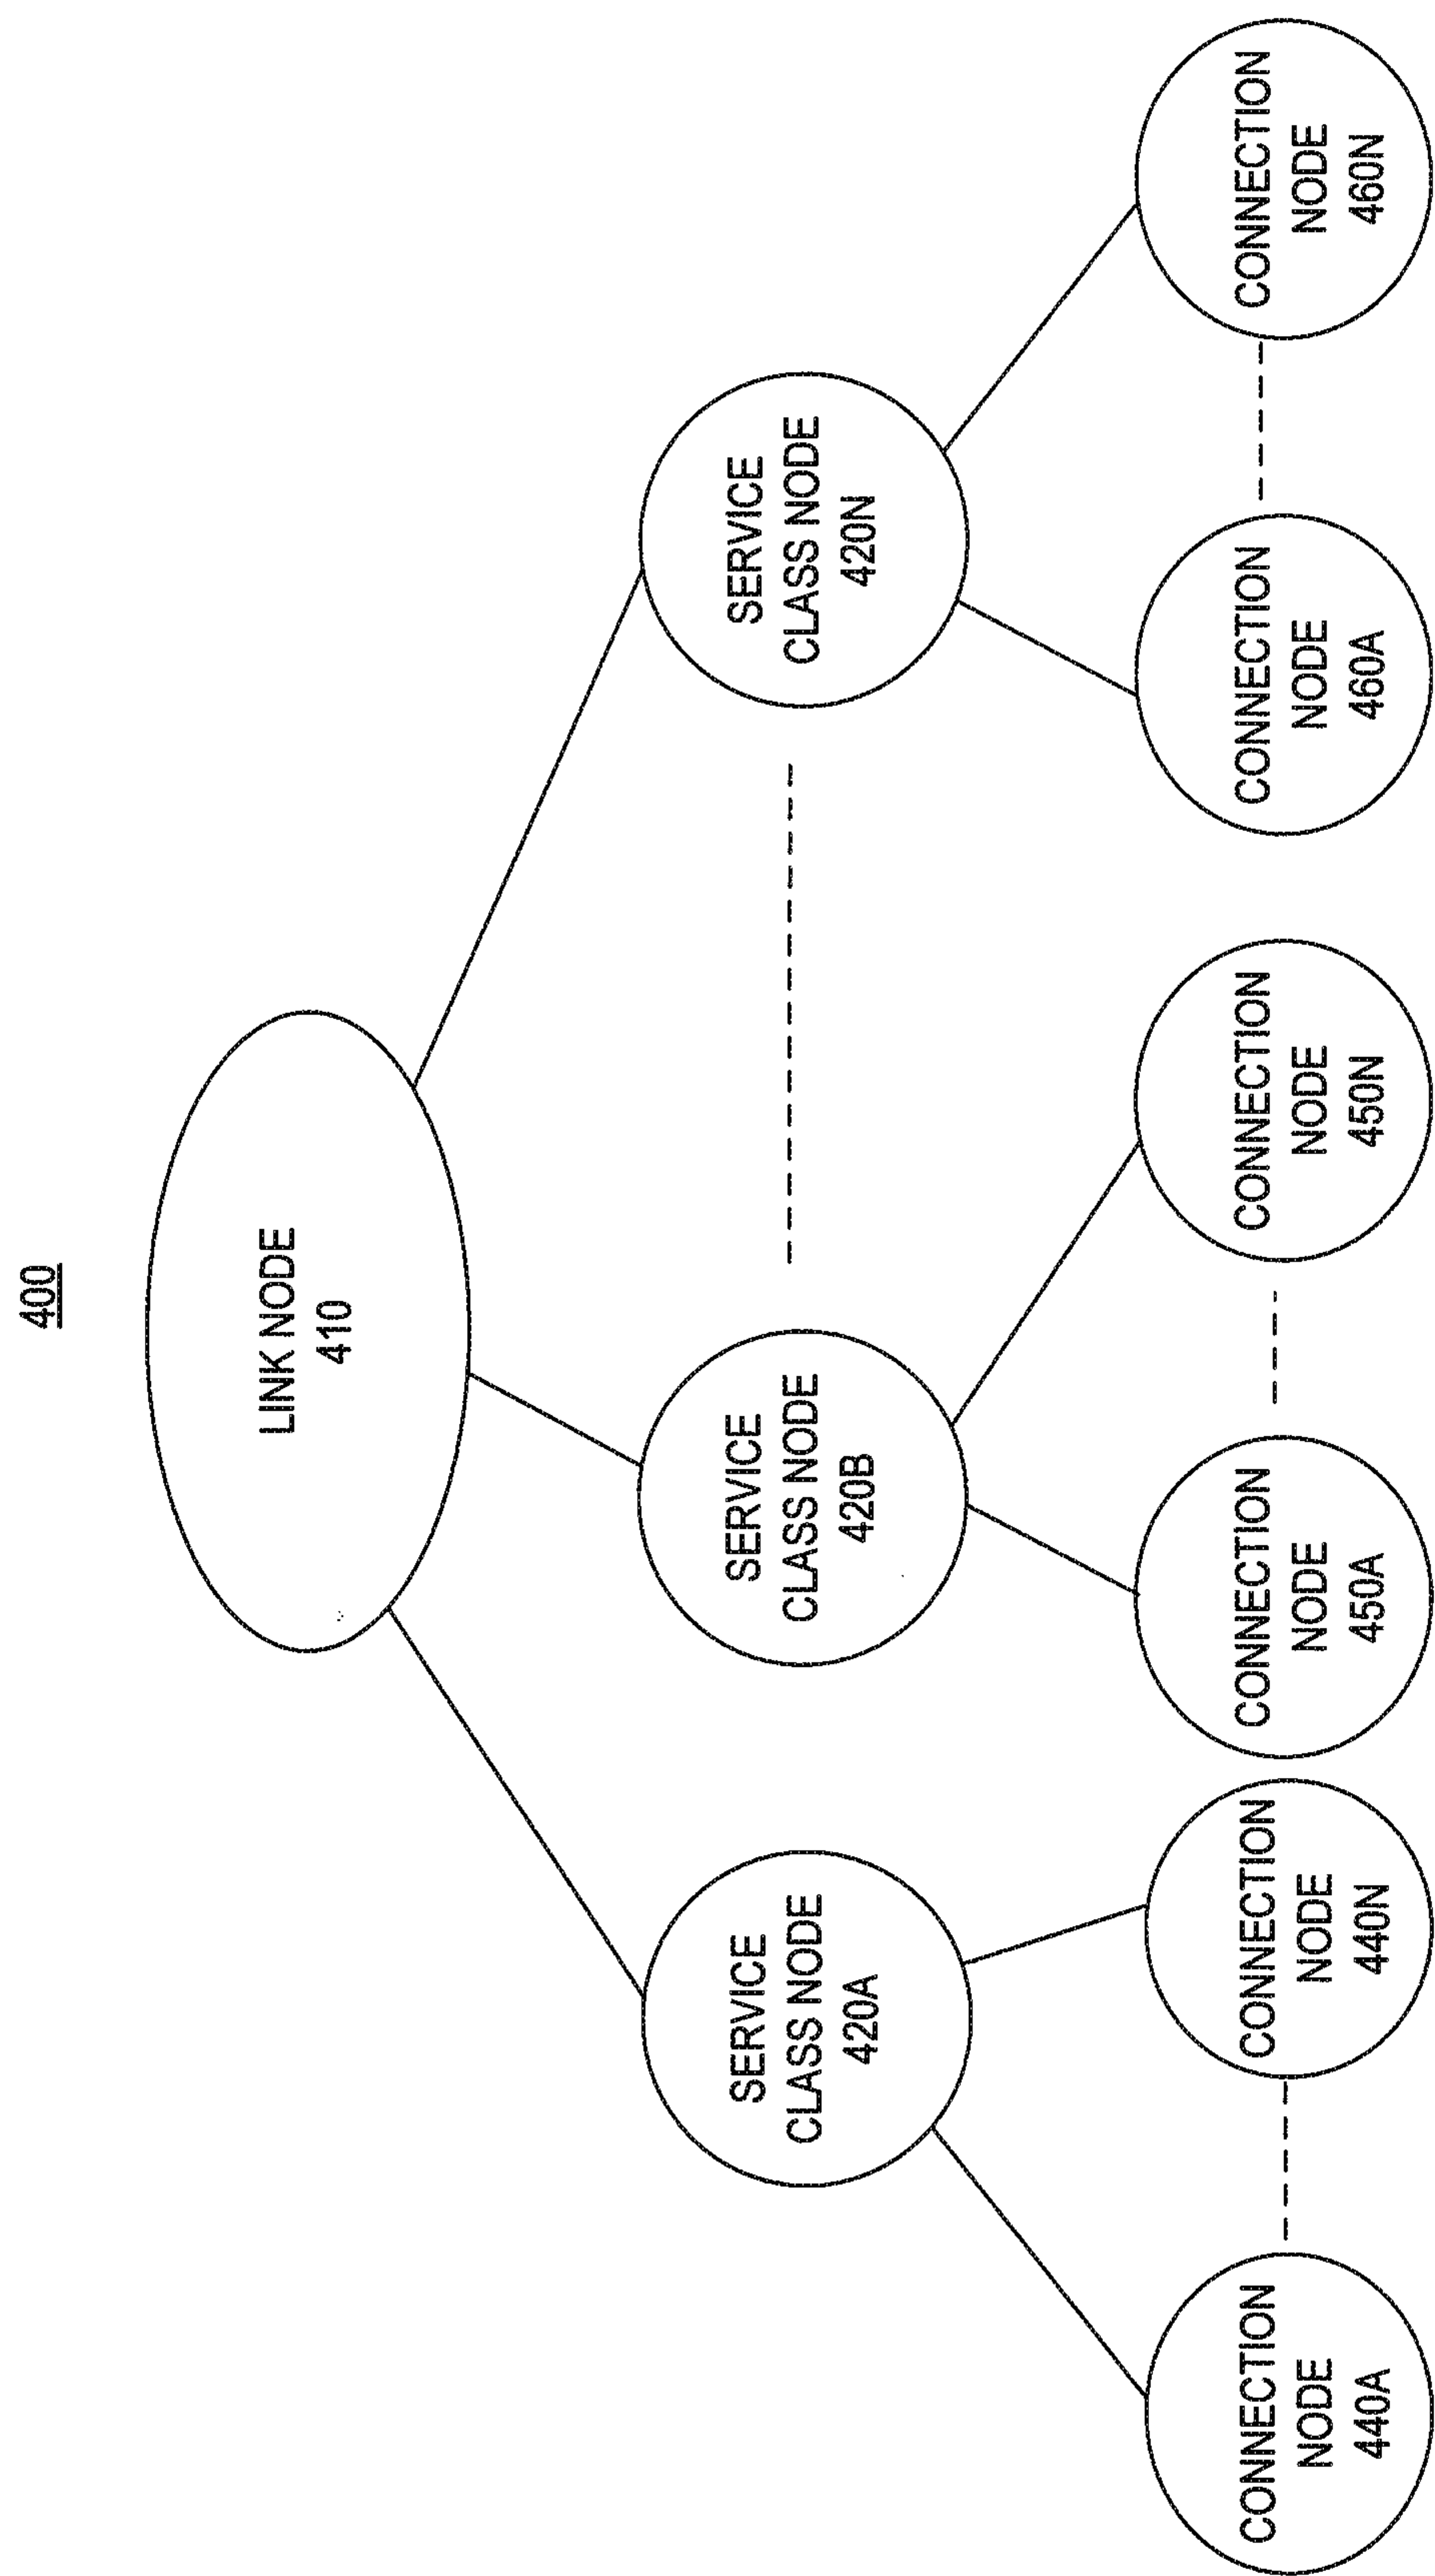 400
LINK NODE
410
SERVICE
CLASS NODE
420A
SERVICE
CLASS NODE
420B
SERVICE
CLASS NODE
420N
CONNECTION
NODE
440A
CONNECTION
NODE
440N
CONNECTION
NODE
450A
CONNECTION
NODE
450N
CONNECTION
NODE
460A
CONNECTION
NODE
460N